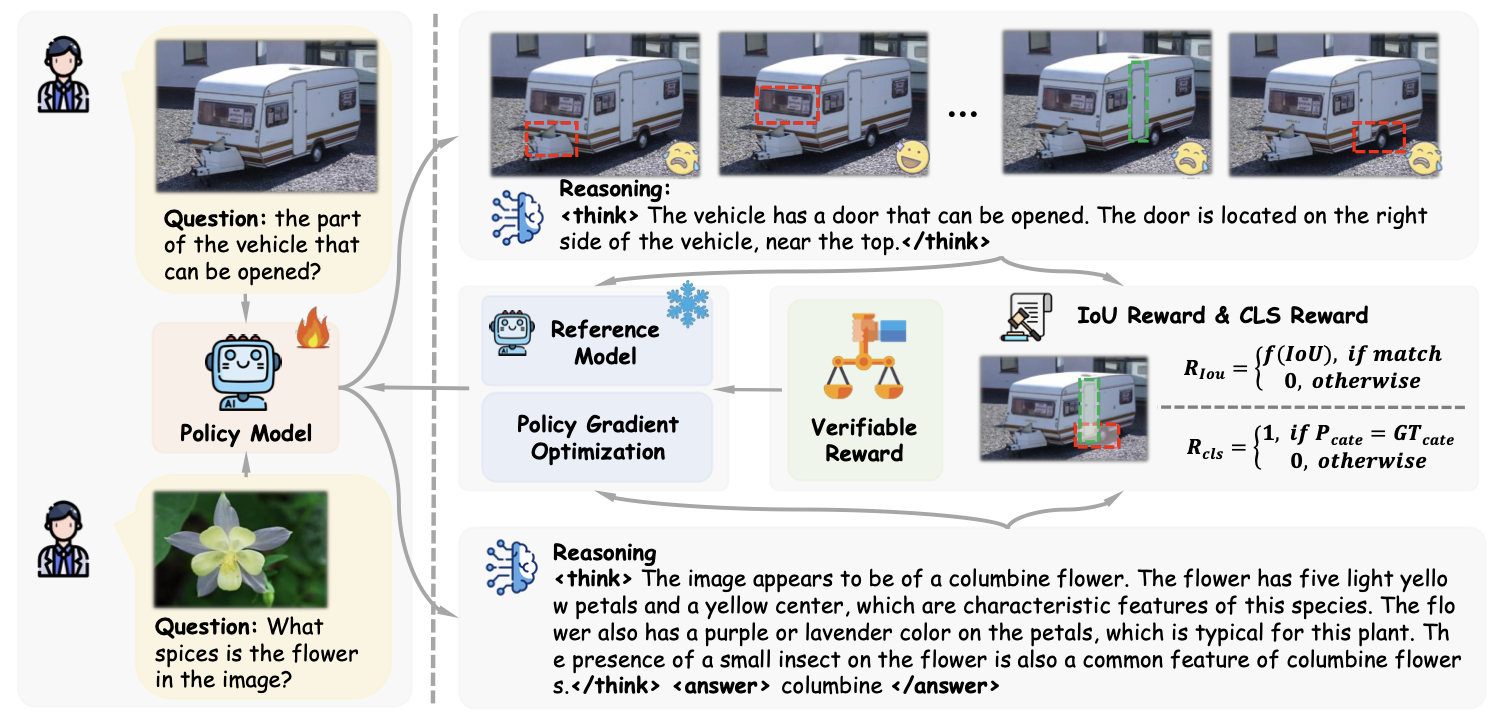 Question: the part
of the vehicle that
can be opened?
AI
Policy Model
Question: What
spices is the flower
in the image?
...
Reasoning:
<think> The vehicle has a door that can be opened. The door is located on the right
side of the vehicle, near the top.</think>
Reference
Model
Policy Gradient
Optimization
Verifiable
Reward
IoU Reward & CLS Reward
R_Iou = { f(IoU), if match
0, otherwise
R_cls = { 1, if P_cate = GT_cate
0, otherwise
Reasoning
<think> The image appears to be of a columbine flower. The flower has five light yello
w petals and a yellow center, which are characteristic features of this species. The flo
wer also has a purple or lavender color on the petals, which is typical for this plant. Th
e presence of a small insect on the flower is also a common feature of columbine flower
s.</think> <answer> columbine </answer>